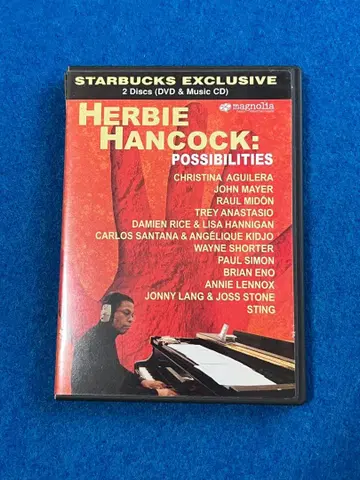 STARBUCKS EXCLUSIVE
2 Discs (DVD & Music CD)
magnolia
HERBIE
HANCOCK:
POSSIBILITIES
CHRISTINA AGUILERA
JOHN MAYER
RAUL MIDÓN
TREY ANASTASIO
DAMIEN RICE & LISA HANNIGAN
CARLOS SANTANA & ANGÉLIQUE KIDJO
WAYNE SHORTER
PAUL SIMON
BRIAN ENO
ANNIE LENNOX
JONNY LANG & JOSS STONE
STING